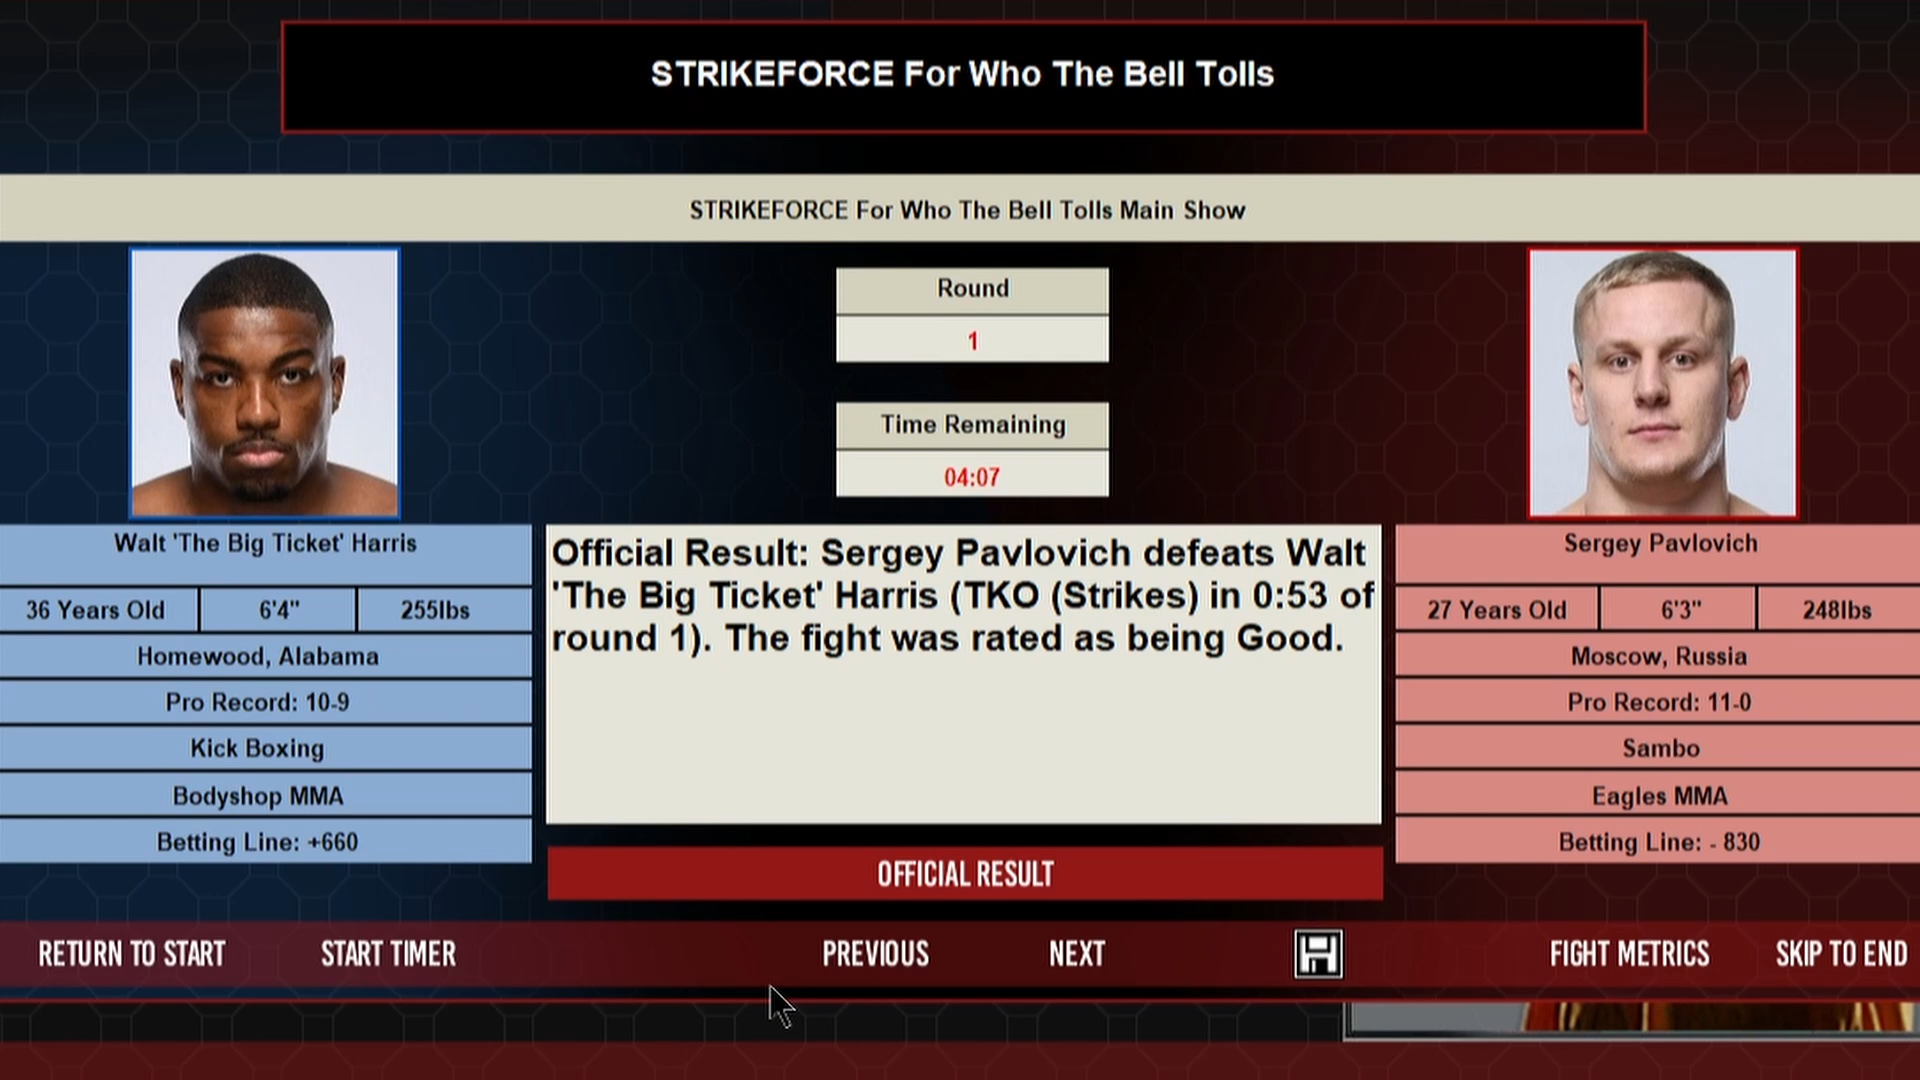 STRIKEFORCE For Who The Bell Tolls
STRIKEFORCE For Who The Bell Tolls Main Show
Round
1
Time Remaining
04:07
Walt 'The Big Ticket' Harris
36 Years Old
6'4"
255lbs
Homewood, Alabama
Pro Record: 10-9
Kick Boxing
Bodyshop MMA
Betting Line: +660
Official Result: Sergey Pavlovich defeats Walt
'The Big Ticket' Harris (TKO (Strikes) in 0:53 of
round 1). The fight was rated as being Good.
OFFICIAL RESULT
Sergey Pavlovich
27 Years Old
6'3"
248lbs
Moscow, Russia
Pro Record: 11-0
Sambo
Eagles MMA
Betting Line: - 830
RETURN TO START
START TIMER
PREVIOUS
NEXT
FIGHT METRICS
SKIP TO END